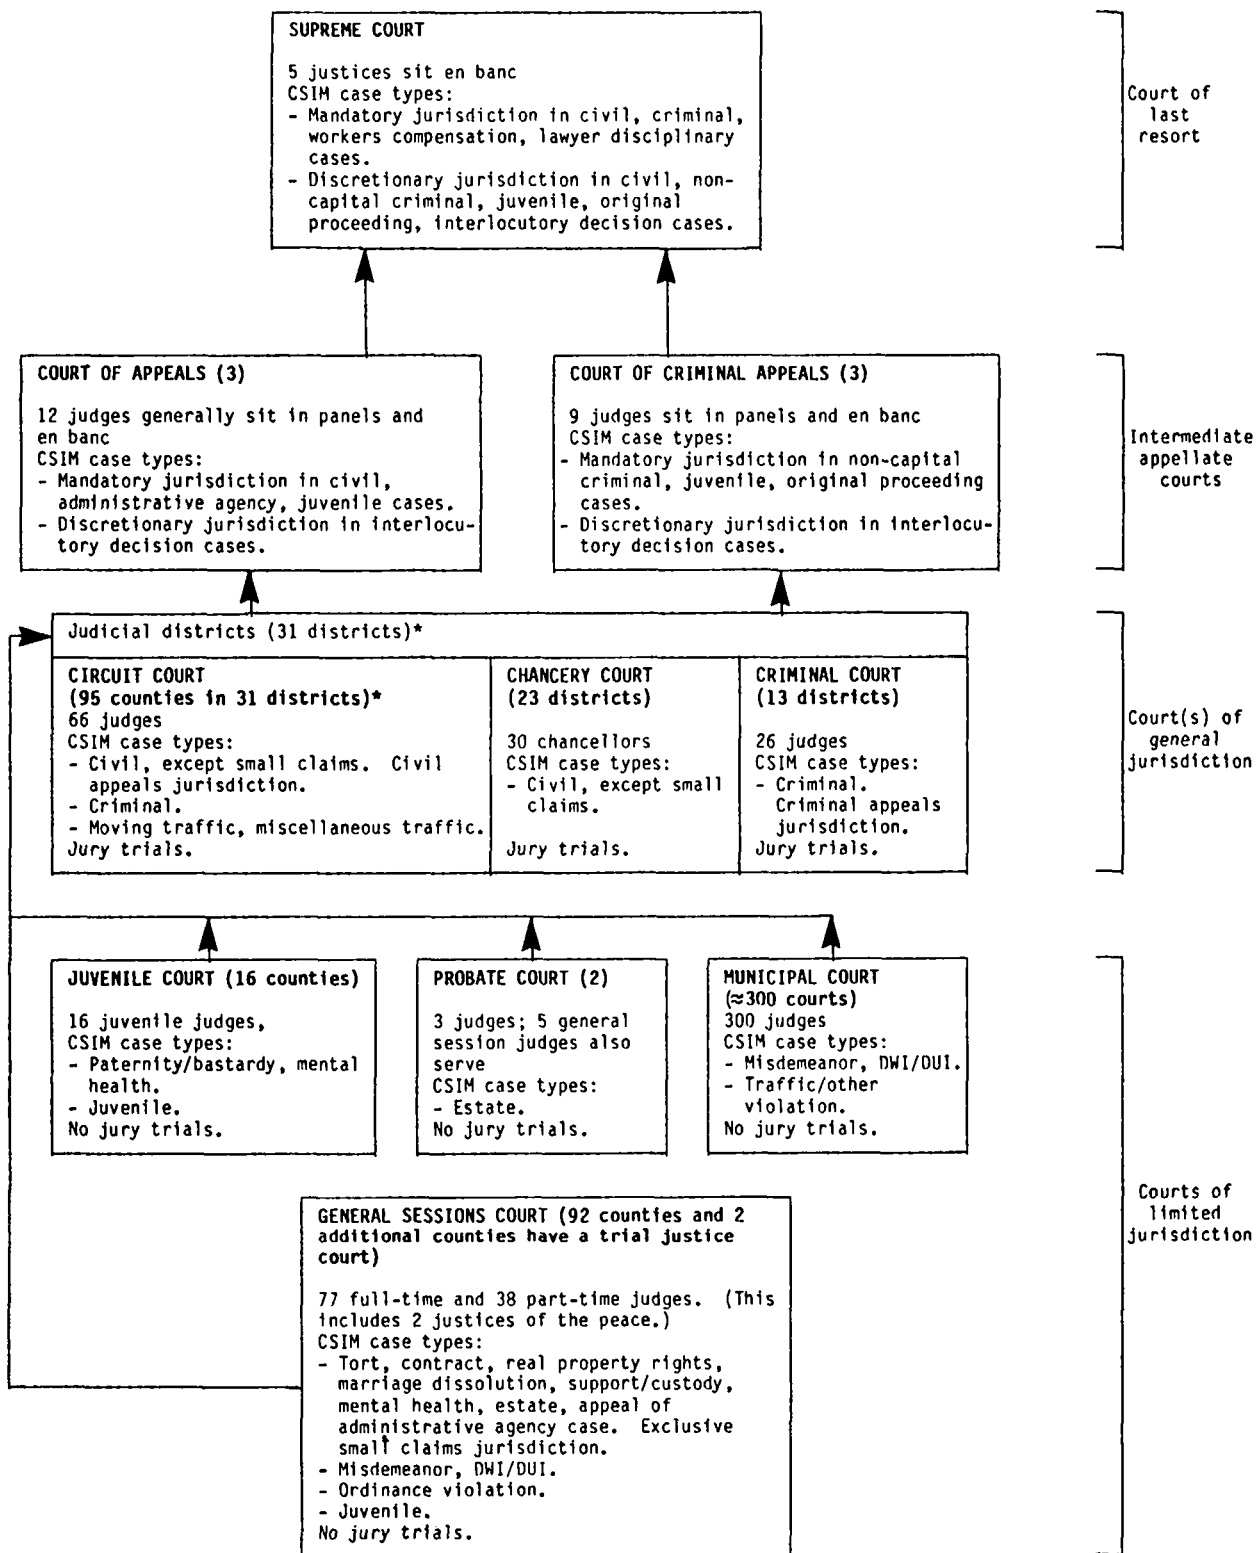 SUPREME COURT
5 justices sit en banc
CSIM case types:
- Mandatory jurisdiction in civil, criminal,
workers compensation, lawyer disciplinary
cases.
- Discretionary jurisdiction in civil, non-
capital criminal, juvenile, original
proceeding, interlocutory decision cases.
Court of
last
resort
COURT OF APPEALS (3)
12 judges generally sit in panels and
en banc
CSIM case types:
- Mandatory jurisdiction in civil,
administrative agency, juvenile cases.
- Discretionary jurisdiction in interlocu-
tory decision cases.
COURT OF CRIMINAL APPEALS (3)
9 judges sit in panels and en banc
CSIM case types:
- Mandatory jurisdiction in non-capital
criminal, juvenile, original proceeding
cases.
- Discretionary jurisdiction in interlocu-
tory decision cases.
Intermediate
appellate
courts
Judicial districts (31 districts)*
CIRCUIT COURT
(95 counties in 31 districts)*
66 judges
CSIM case types:
- Civil, except small claims. Civil
appeals jurisdiction.
- Criminal.
- Moving traffic, miscellaneous traffic.
Jury trials.
CHANCERY COURT
(23 districts)
30 chancellors
CSIM case types:
- Civil, except small
claims.
Jury trials.
CRIMINAL COURT
(13 districts)
26 judges
CSIM case types:
- Criminal.
Criminal appeals
jurisdiction.
Jury trials.
Court(s) of
general
jurisdiction
JUVENILE COURT (16 counties)
16 juvenile judges,
CSIM case types:
- Paternity/bastardy, mental
health.
- Juvenile.
No jury trials.
PROBATE COURT (2)
3 judges; 5 general
session judges also
serve
CSIM case types:
- Estate.
No jury trials.
MUNICIPAL COURT
(≈300 courts)
300 judges
CSIM case types:
- Misdemeanor, DWI/DUI.
- Traffic/other
violation.
No jury trials.
GENERAL SESSIONS COURT (92 counties and 2
additional counties have a trial justice
court)
77 full-time and 38 part-time judges. (This
includes 2 justices of the peace.)
CSIM case types:
- Tort, contract, real property rights,
marriage dissolution, support/custody,
mental health, estate, appeal of
administrative agency case. Exclusive
small claims jurisdiction.
- Misdemeanor, DWI/DUI.
- Ordinance violation.
- Juvenile.
No jury trials.
Courts of
limited
jurisdiction